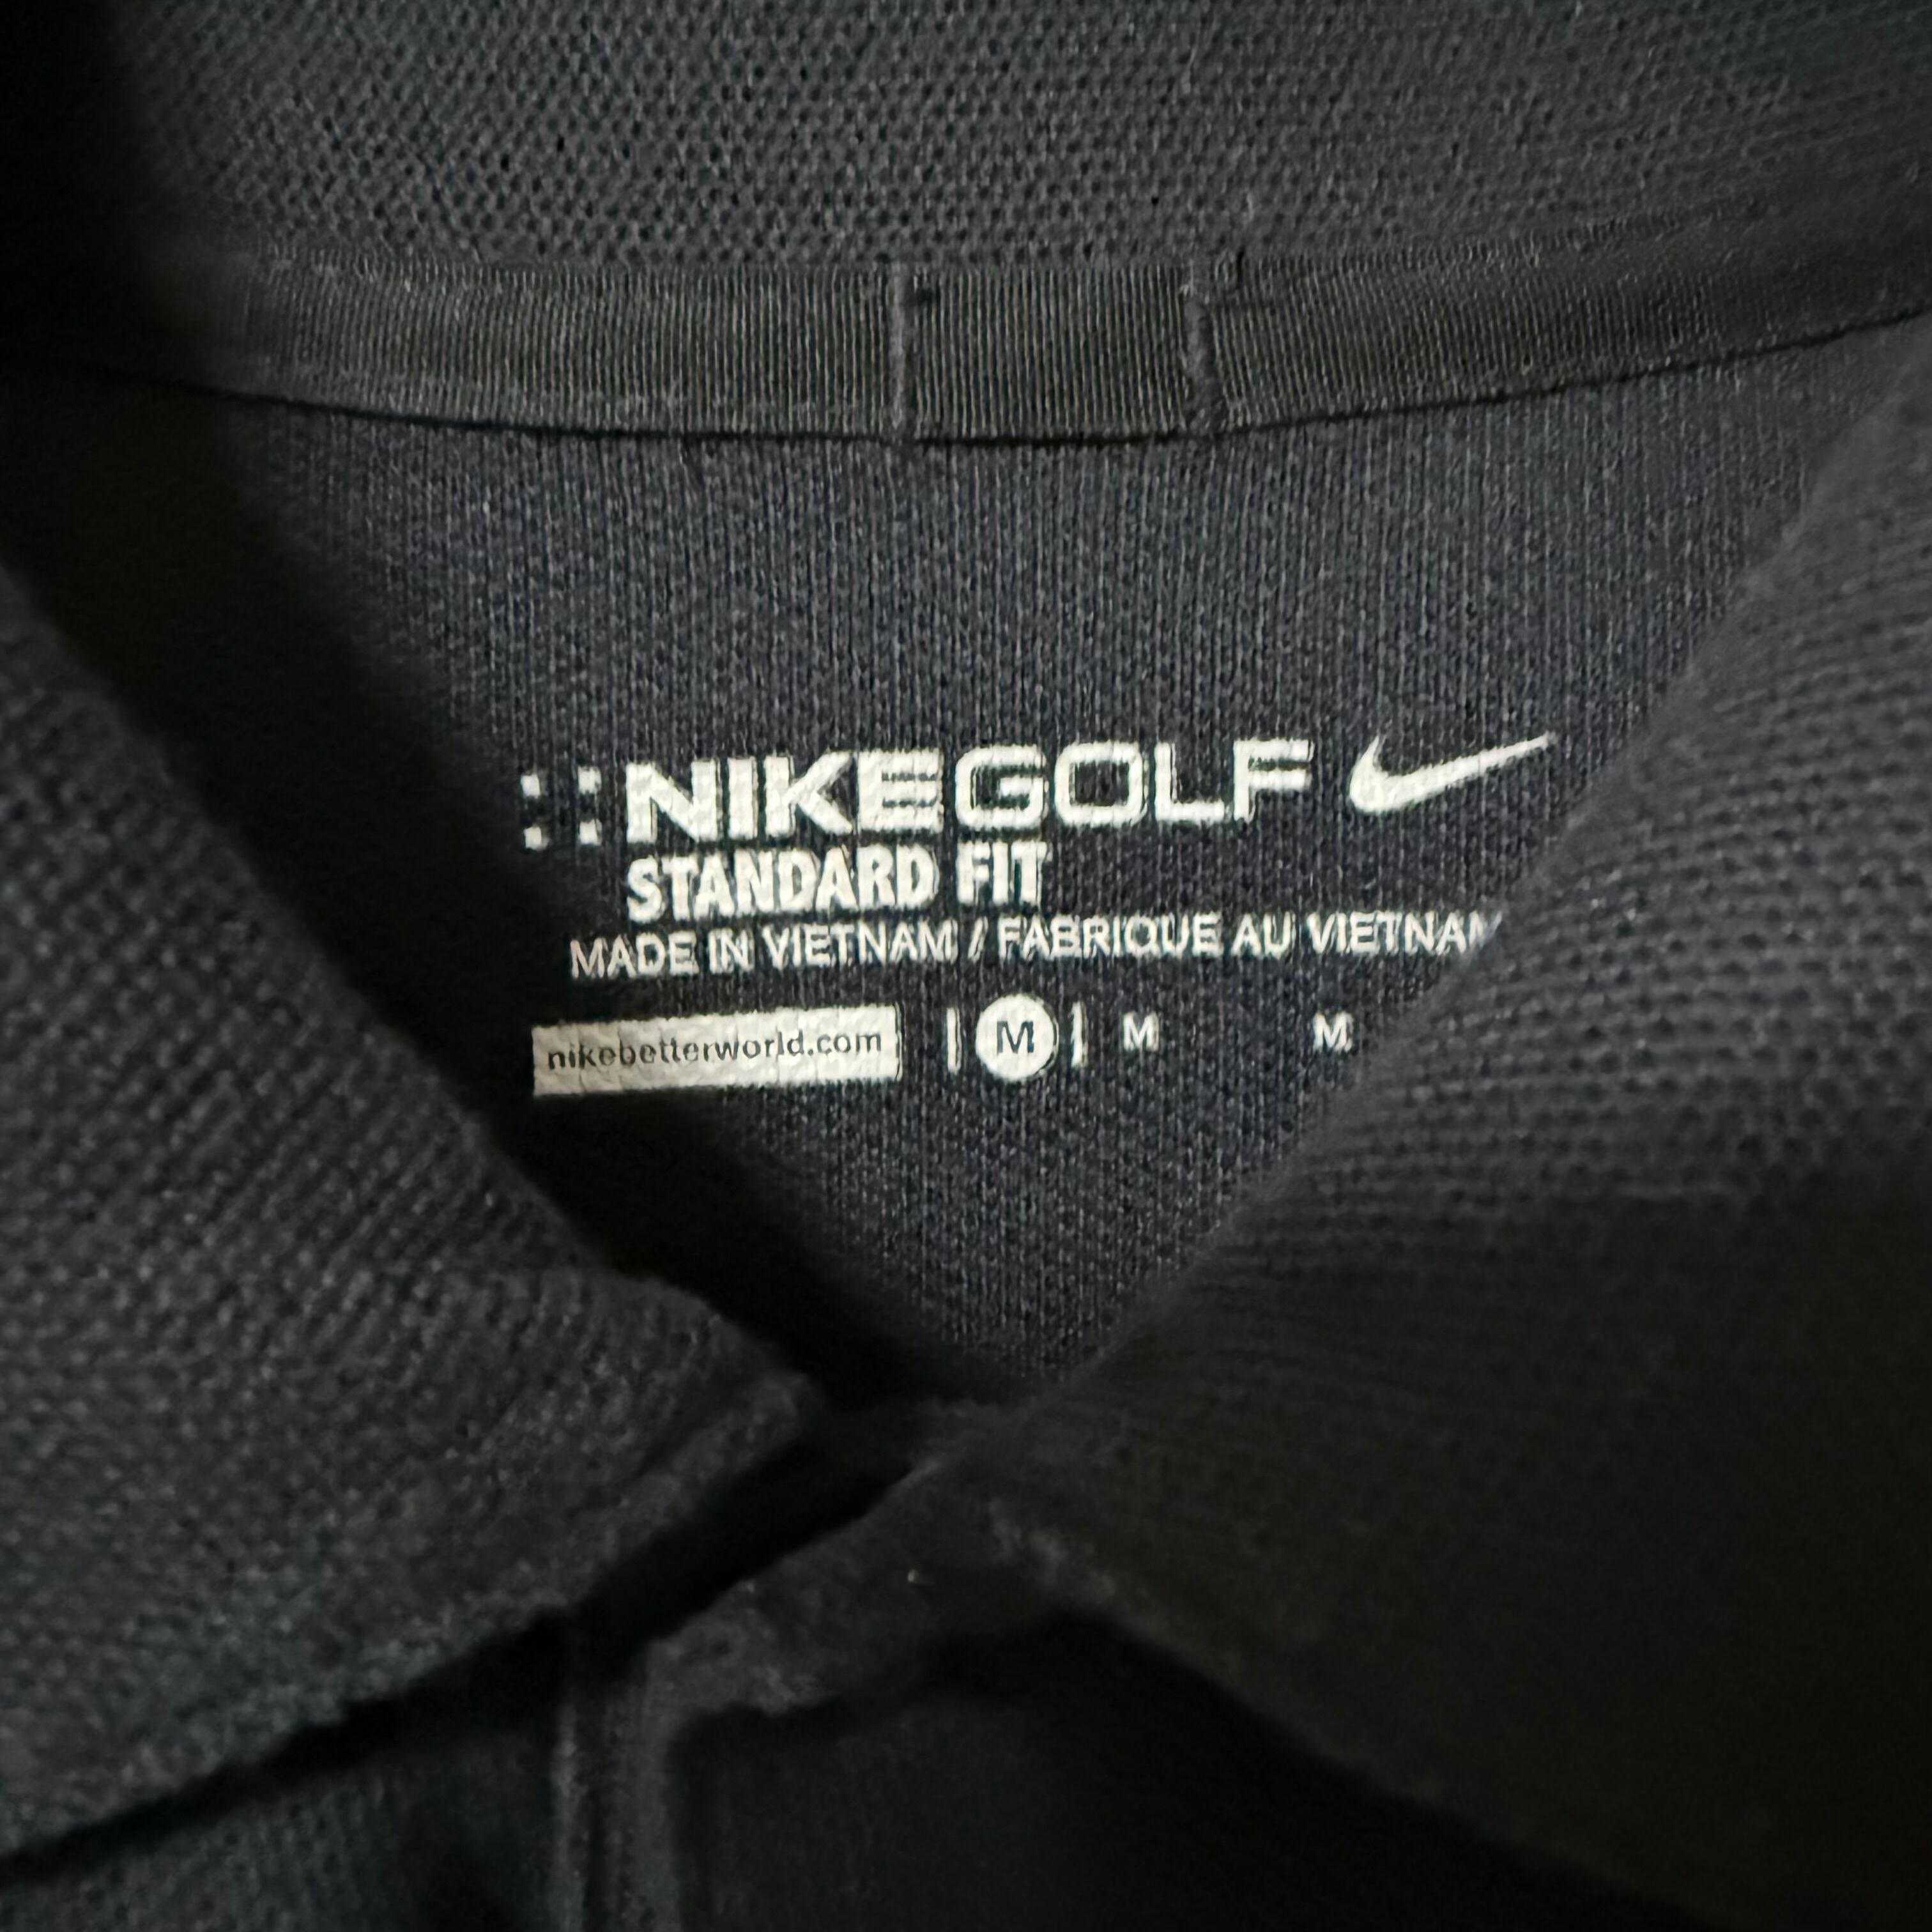 NIKEGOLF
STANDARD FIT
MADE IN VIETNAM / FABRIQUE AU VIETNAM
nikebetterworld.com | M | M M